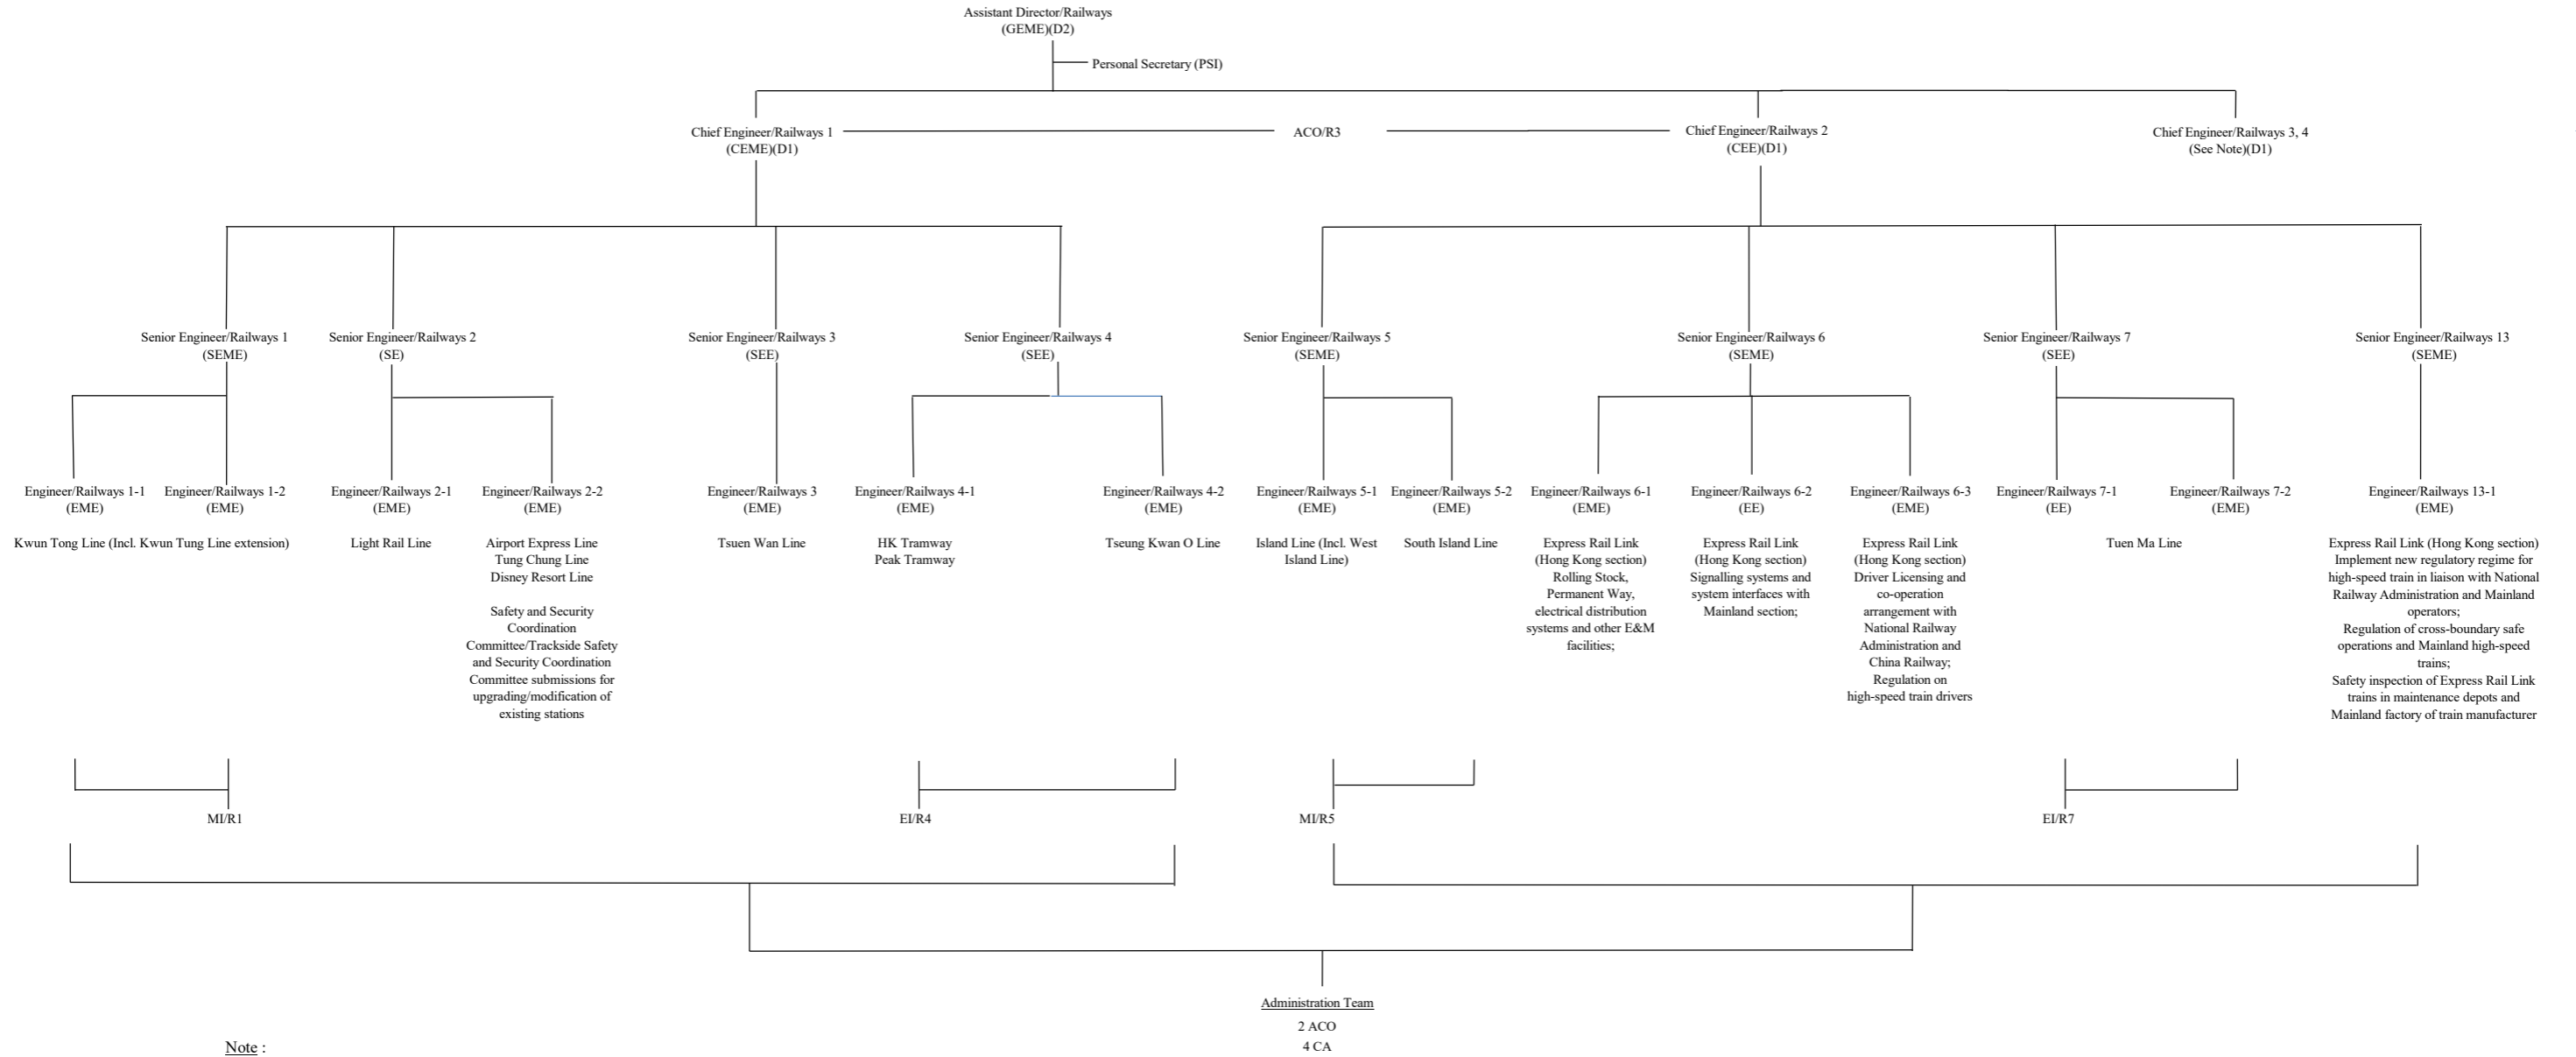 Assistant Director/Railways
(GEME)(D2)
Personal Secretary (PSI)
Chief Engineer/Railways 1
(CEME)(D1)
ACO/R3
Chief Engineer/Railways 2
(CEE)(D1)
Chief Engineer/Railways 3, 4
(See Note)(D1)
Senior Engineer/Railways 1
(SEME)
Senior Engineer/Railways 2
(SE)
Senior Engineer/Railways 3
(SEE)
Senior Engineer/Railways 4
(SEE)
Senior Engineer/Railways 5
(SEME)
Senior Engineer/Railways 6
(SEME)
Senior Engineer/Railways 7
(SEE)
Senior Engineer/Railways 13
(SEME)
Engineer/Railways 1-1
(EME)
Engineer/Railways 1-2
(EME)
Kwun Tong Line (Incl. Kwun Tung Line extension)
Engineer/Railways 2-1
(EME)
Light Rail Line
Engineer/Railways 2-2
(EME)
Airport Express Line
Tung Chung Line
Disney Resort Line
Safety and Security
Coordination
Committee/Trackside Safety
and Security Coordination
Committee submissions for
upgrading/modification of
existing stations
Engineer/Railways 3
(EME)
Tsuen Wan Line
Engineer/Railways 4-1
(EME)
HK Tramway
Peak Tramway
Engineer/Railways 4-2
(EME)
Tseung Kwan O Line
Engineer/Railways 5-1
(EME)
Island Line (Incl. West
Island Line)
Engineer/Railways 5-2
(EME)
South Island Line
Engineer/Railways 6-1
(EME)
Express Rail Link
(Hong Kong section)
Rolling Stock,
Permanent Way,
electrical distribution
systems and other E&M
facilities;
Engineer/Railways 6-2
(EE)
Express Rail Link
(Hong Kong section)
Signalling systems and
system interfaces with
Mainland section;
Engineer/Railways 6-3
(EME)
Express Rail Link
(Hong Kong section)
Driver Licensing and
co-operation
arrangement with
National Railway
Administration and
China Railway;
Regulation on
high-speed train drivers
Engineer/Railways 7-1
(EE)
Engineer/Railways 7-2
(EME)
Tuen Ma Line
Engineer/Railways 13-1
(EME)
Express Rail Link (Hong Kong section)
Implement new regulatory regime for
high-speed train in liaison with National
Railway Administration and Mainland
operators;
Regulation of cross-boundary safe
operations and Mainland high-speed
trains;
Safety inspection of Express Rail Link
trains in maintenance depots and
Mainland factory of train manufacturer
MI/R1
EI/R4
MI/R5
EI/R7
Administration Team
2 ACO
4 CA
Note :